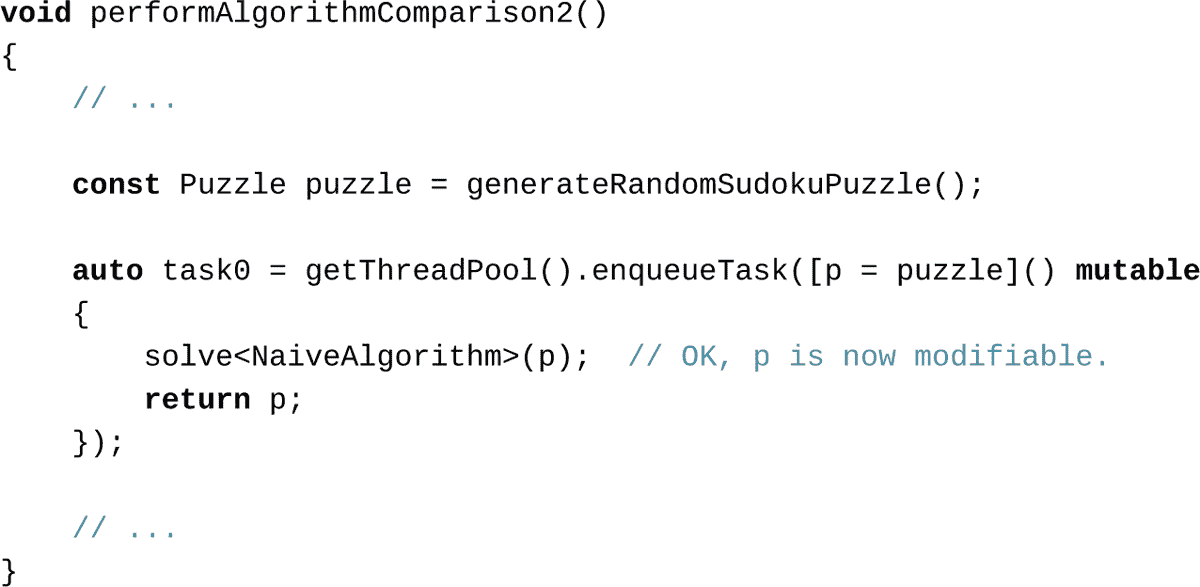 void performAlgorithmComparison2()
{
    // ...

    const Puzzle puzzle = generateRandomSudokuPuzzle();

    auto task0 = getThreadPool().enqueueTask([p = puzzle]() mutable
    {
        solve<NaiveAlgorithm>(p);  // OK, p is now modifiable.
        return p;
    });

    // ...
}